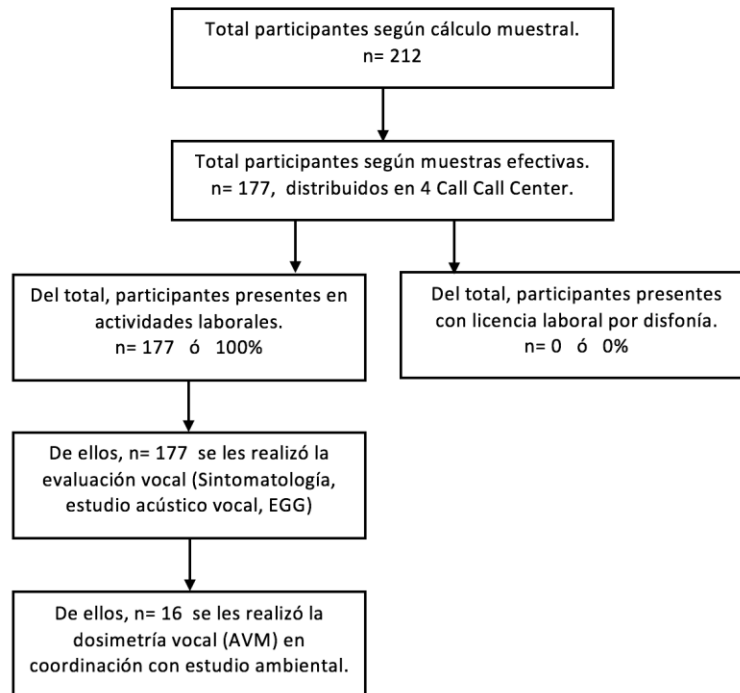 Total participantes según cálculo muestral.
n= 212
Total participantes según muestras efectivas.
n= 177, distribuidos en 4 Call Call Center.
Del total, participantes presentes en
actividades laborales.
n= 177 ó 100%
Del total, participantes presentes
con licencia laboral por disfonía.
n= 0 ó 0%
De ellos, n= 177 se les realizó la
evaluación vocal (Sintomatología,
estudio acústico vocal, EGG)
De ellos, n= 16 se les realizó la
dosimetría vocal (AVM) en
coordinación con estudio ambiental.